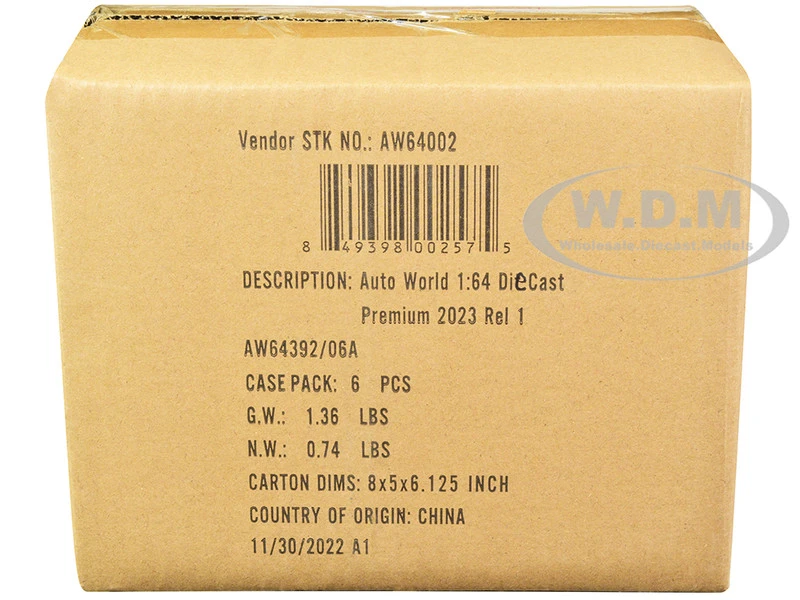 Vendor STK NO.: AW64002
8 49398 00257 5
W.D.M
Wholesale Diecast Models
DESCRIPTION: Auto World 1:64 DieCast
Premium 2023 Rel 1
AW64392/06A
CASE PACK: 6 PCS
G.W.: 1.36 LBS
N.W.: 0.74 LBS
CARTON DIMS: 8x5x6.125 INCH
COUNTRY OF ORIGIN: CHINA
11/30/2022 A1